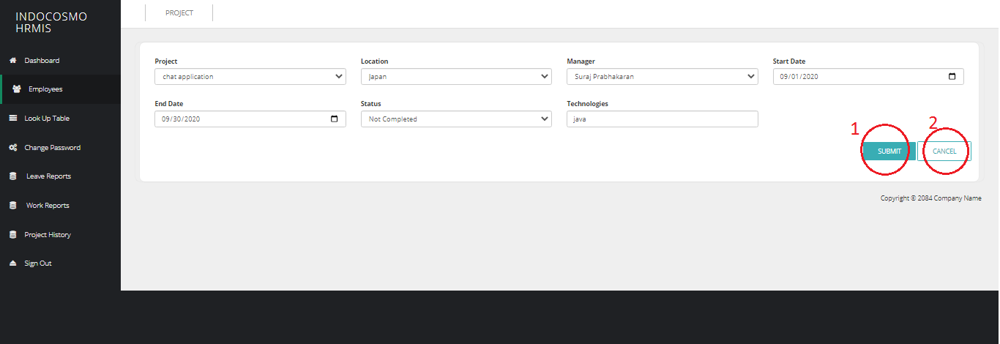 INDOCOSMO
HRMIS
Dashboard
Employees
Look Up Table
Change Password
Leave Reports
Work Reports
Project History
Sign Out
PROJECT
Project Location Manager Start Date
chat application Japan Suraj Prabhakaran 09/01/2020
End Date Status Technologies
09/30/2020 Not Completed java
1 2
SUBMIT CANCEL
Copyright © 2084 Company Name